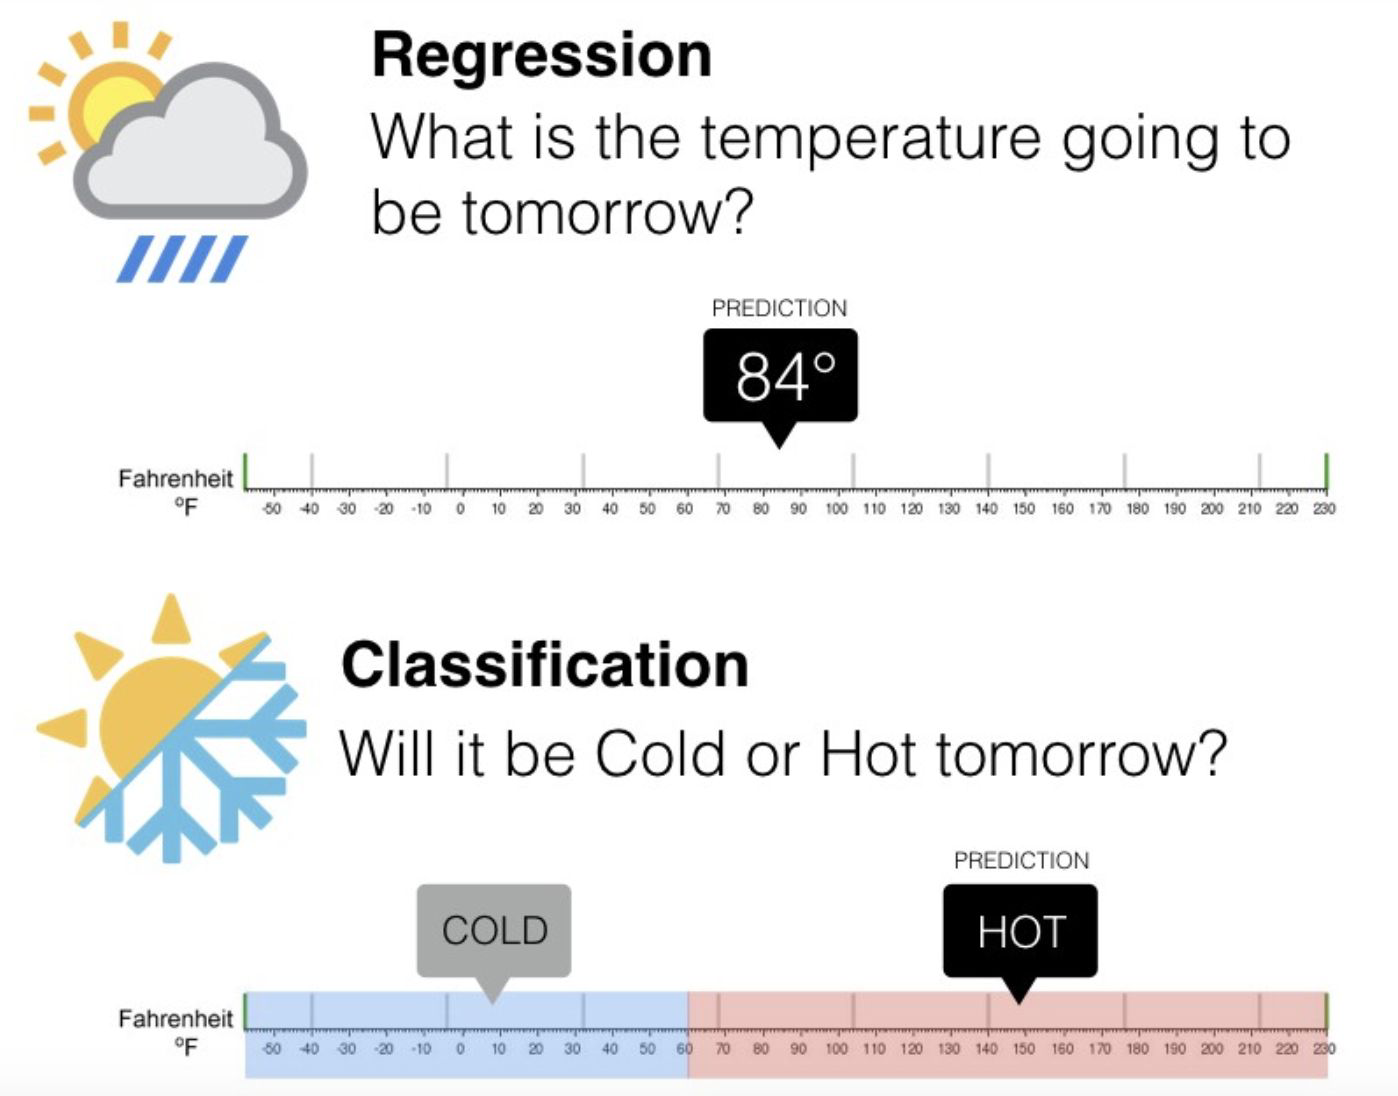 Regression
What is the temperature going to
be tomorrow?
PREDICTION
84°
Fahrenheit
ºF
-50 -40 -30 -20 -10 0 10 20 30 40 50 60 70 80 90 100 110 120 130 140 150 160 170 180 190 200 210 220 230
Classification
Will it be Cold or Hot tomorrow?
PREDICTION
COLD
HOT
Fahrenheit
ºF
-50 -40 -30 -20 -10 0 10 20 30 40 50 60 70 80 90 100 110 120 130 140 150 160 170 180 190 200 210 220 230